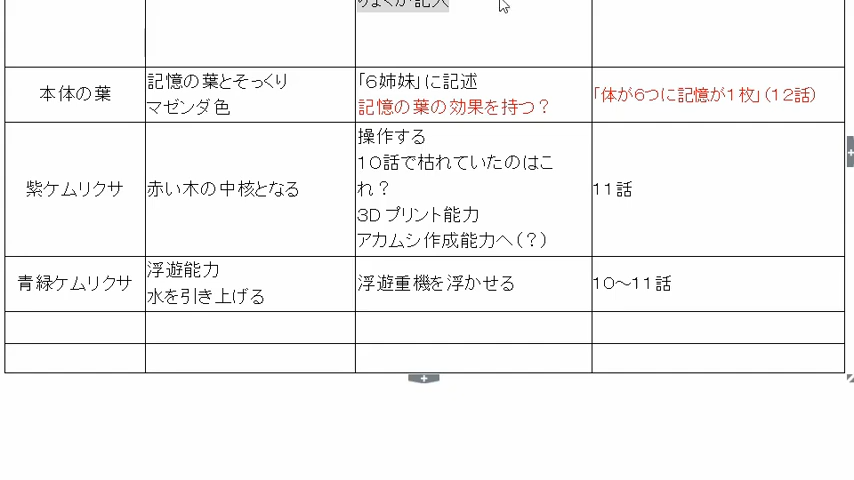 りよくが記入
本体の葉
記憶の葉とそっくり
マゼンダ色
「６姉妹」に記述
記憶の葉の効果を持つ？
「体が６つに記憶が１枚」（１２話）
紫ケムリクサ
赤い木の中核となる
操作する
１０話で枯れていたのはこ
れ？
３Dプリント能力
アカムシ作成能力へ（？）
１１話
青緑ケムリクサ
浮遊能力
水を引き上げる
浮遊重機を浮かせる
１０～１１話